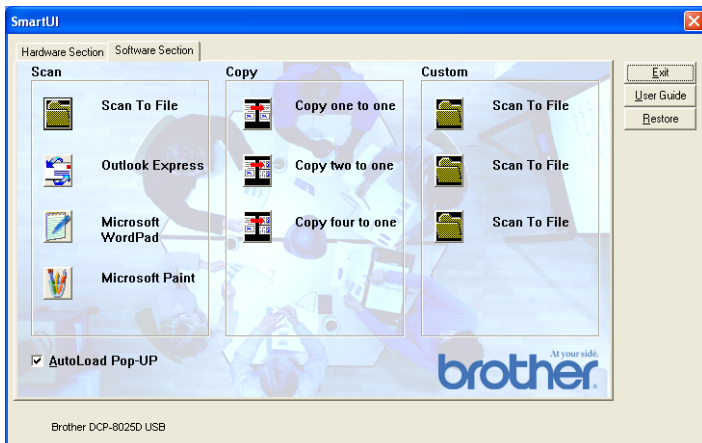 SmartUI
Hardware Section
Software Section
Scan
Copy
Custom
Scan To File
Outlook Express
Microsoft
WordPad
Microsoft Paint
Copy one to one
Copy two to one
Copy four to one
Scan To File
Scan To File
Scan To File
Exit
User Guide
Restore
AutoLoad Pop-UP
At your side.
brother
Brother DCP-8025D USB